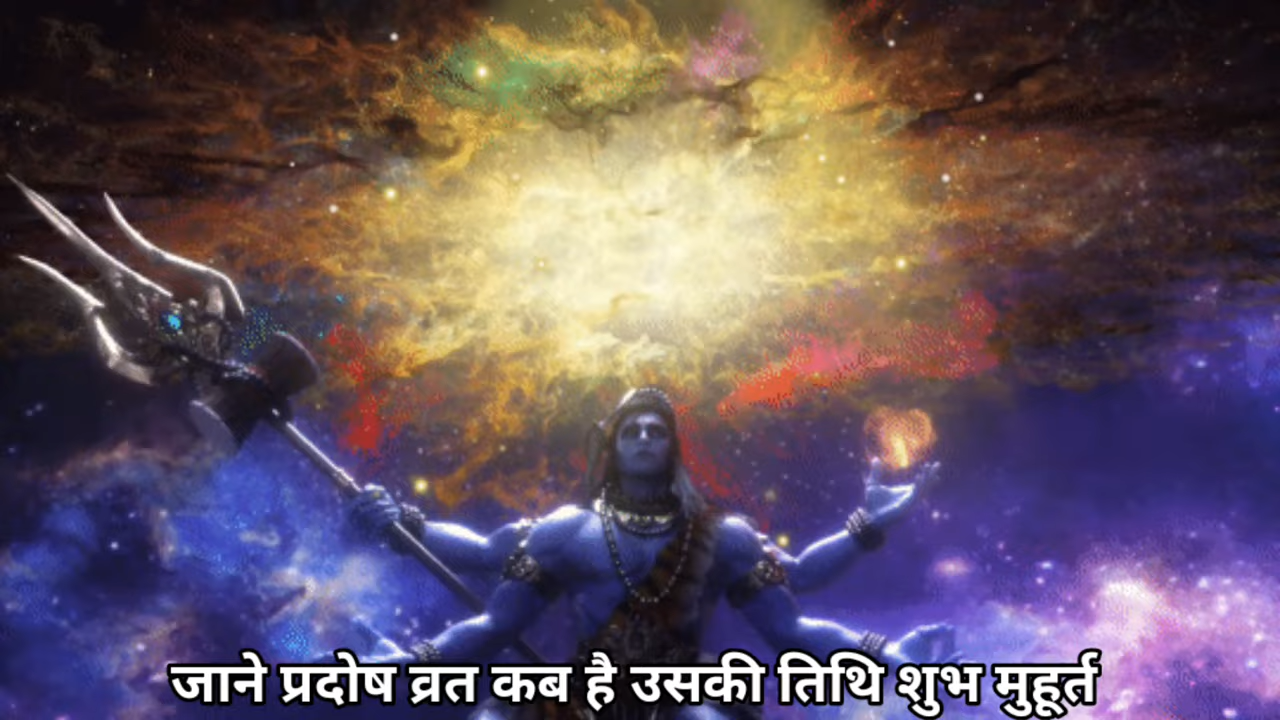 जाने प्रदोष व्रत कब है उसकी तिथि शुभ मुहूर्त